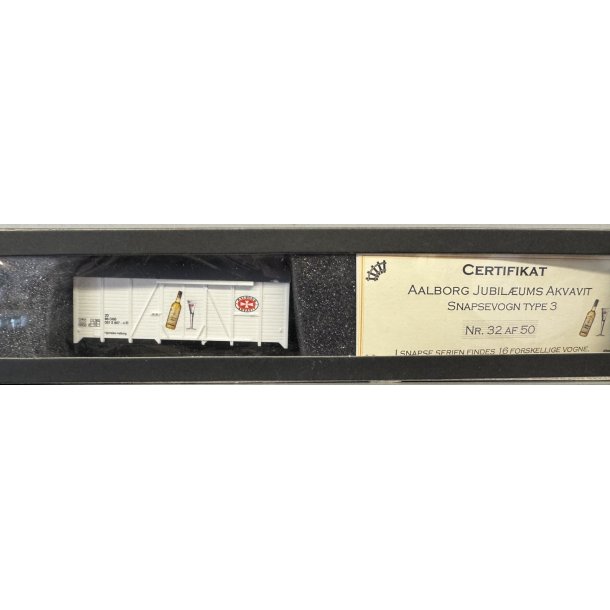 CERTIFIKAT
AALBORG JUBILÆUMS AKVAVIT
SNAPSEVOGN TYPE 3
NR. 32 AF 50
I SNAPSE SERIEN FINDES 16 FORSKELLIGE VOGNE.